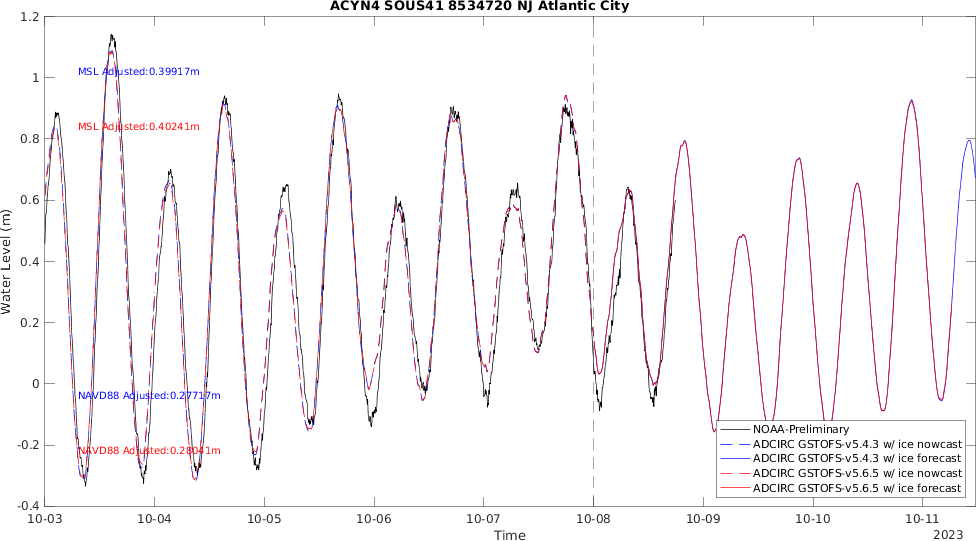 ACYN4 SOUS41 8534720 NJ Atlantic City
1.2
1
0.8
0.6
0.4
0.2
0
-0.2
-0.4
Water Level (m)
MSL Adjusted:0.39917m
MSL Adjusted:0.40241m
NAVD88 Adjusted:0.27717m
NAVD88 Adjusted:0.28041m
NOAA-Preliminary
ADCIRC GSTOFS-v5.4.3 w/ ice nowcast
ADCIRC GSTOFS-v5.4.3 w/ ice forecast
ADCIRC GSTOFS-v5.6.5 w/ ice nowcast
ADCIRC GSTOFS-v5.6.5 w/ ice forecast
10-03 10-04 10-05 10-06 10-07 10-08 10-09 10-10 10-11
Time
2023